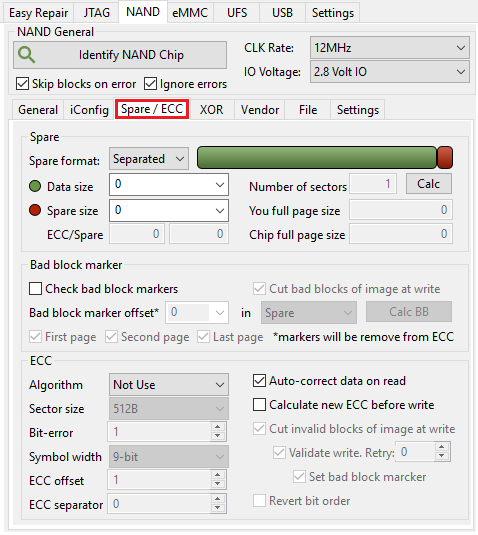 Easy Repair JTAG NAND eMMC UFS USB Settings
NAND General
Identify NAND Chip
CLK Rate: 12MHz
IO Voltage: 2.8 Volt IO
Skip blocks on error Ignore errors
General iConfig Spare / ECC XOR Vendor File Settings
Spare
Spare format: Separated
Data size 0 Number of sectors 1 Calc
Spare size 0 You full page size 0
ECC/Spare 0 0 Chip full page size 0
Bad block marker
Check bad block markers Cut bad blocks of image at write
Bad block marker offset* 0 in Spare Calc BB
First page Second page Last page *markers will be remove from ECC
ECC
Algorithm Not Use Auto-correct data on read
Sector size 512B Calculate new ECC before write
Bit-error 1 Cut invalid blocks of image at write
Symbol width 9-bit Validate write. Retry: 0
ECC offset 1 Set bad block marcker
ECC separator 0 Revert bit order